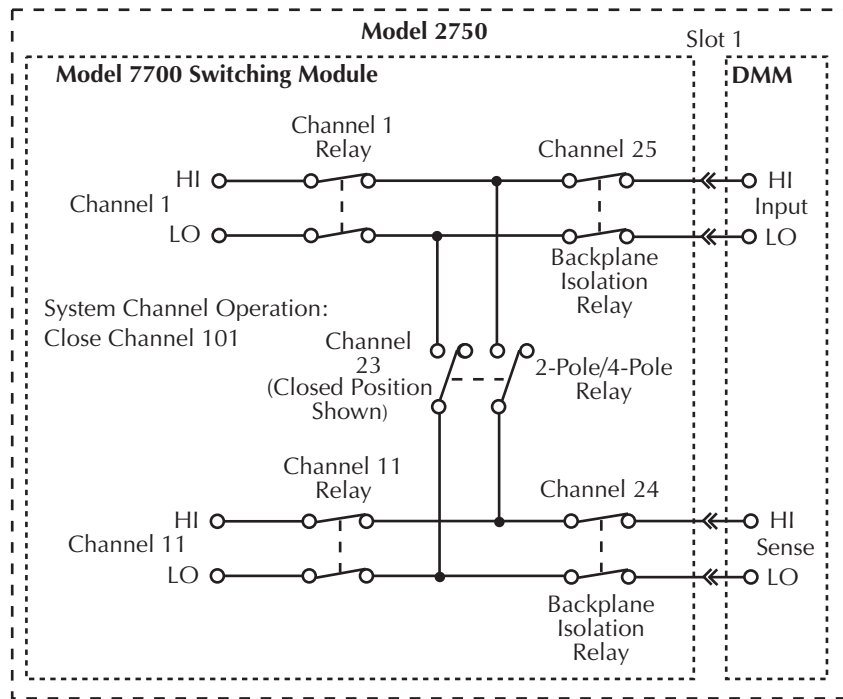 Model 2750
Slot 1
Model 7700 Switching Module
DMM
Channel 1
Relay
Channel 25
HI
HI
Channel 1
Input
LO
LO
Backplane
Isolation
Relay
System Channel Operation:
Close Channel 101
Channel
23
(Closed Position
Shown)
2-Pole/4-Pole
Relay
Channel 11
Relay
Channel 24
HI
HI
Channel 11
Sense
LO
LO
Backplane
Isolation
Relay